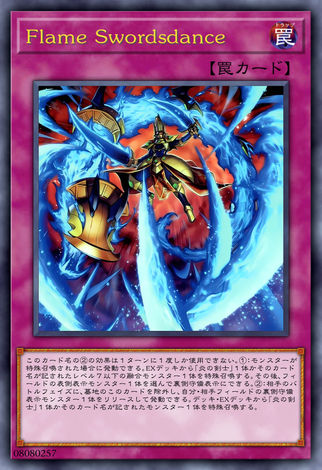 Flame Swordsdance
トラップ
罠
【罠カード】
このカード名の②の効果は１ターンに１度しか使用できない。①：モンスターが
特殊召喚された場合に発動できる。EXデッキから「炎の剣士」１体かそのカード
名が記されたレベル７以下の融合モンスター１体を特殊召喚する。その後、フィ
ールドの表側表示モンスター１体を選んで裏側守備表示にできる。②：相手のバ
トルフェイズに、墓地のこのカードを除外し、自分・相手フィールドの裏側守備
表示モンスター１体をリリースして発動できる。デッキ・EXデッキから「炎の剣
士」１体かそのカード名が記されたモンスター１体を特殊召喚する。
08080257